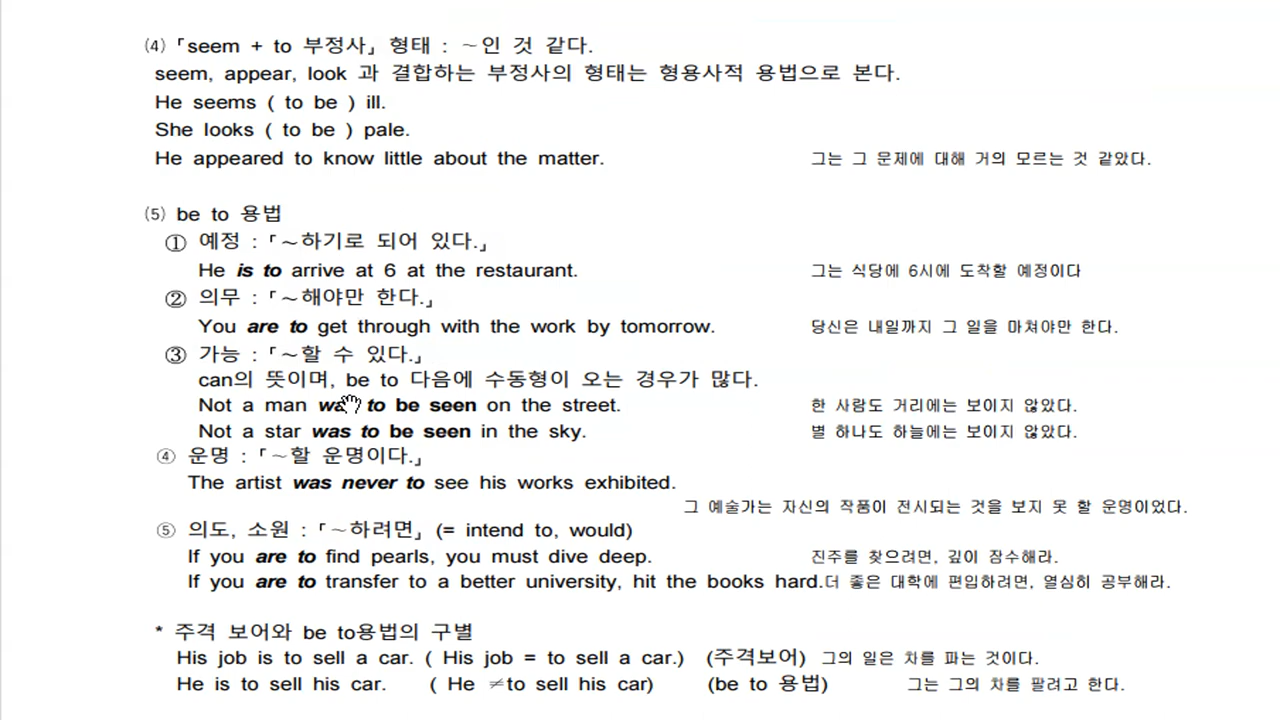 ⑷ ｢seem + to 부정사｣ 형태 : ～인 것 같다.
seem, appear, look 과 결합하는 부정사의 형태는 형용사적 용법으로 본다.
He seems ( to be ) ill.
She looks ( to be ) pale.
He appeared to know little about the matter. 그는 그 문제에 대해 거의 모르는 것 같았다.
⑸ be to 용법
① 예정 :｢～하기로 되어 있다.｣
He is to arrive at 6 at the restaurant. 그는 식당에 6시에 도착할 예정이다
② 의무 :｢～해야만 한다.｣
You are to get through with the work by tomorrow. 당신은 내일까지 그 일을 마쳐야만 한다.
③ 가능 :｢～할 수 있다.｣
can의 뜻이며, be to 다음에 수동형이 오는 경우가 많다.
Not a man was to be seen on the street. 한 사람도 거리에는 보이지 않았다.
Not a star was to be seen in the sky. 별 하나도 하늘에는 보이지 않았다.
④ 운명 :｢～할 운명이다.｣
The artist was never to see his works exhibited.
그 예술가는 자신의 작품이 전시되는 것을 보지 못 할 운명이었다.
⑤ 의도, 소원 :｢～하려면｣ (= intend to, would)
If you are to find pearls, you must dive deep. 진주를 찾으려면, 깊이 잠수해라.
If you are to transfer to a better university, hit the books hard.더 좋은 대학에 편입하려면, 열심히 공부해라.
* 주격 보어와 be to용법의 구별
His job is to sell a car. ( His job = to sell a car.) (주격보어) 그의 일은 차를 파는 것이다.
He is to sell his car. ( He ≠to sell his car) (be to 용법) 그는 그의 차를 팔려고 한다.